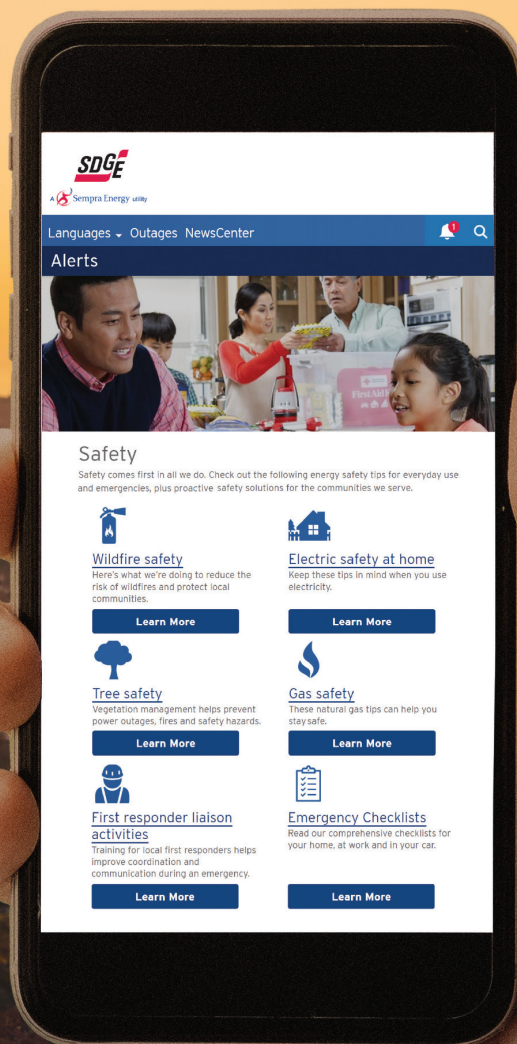 SDGE
A Sempra Energy utility
Languages Outages NewsCenter
1
Alerts
First Aid
Safety
Safety comes first in all we do. Check out the following energy safety tips for everyday use
and emergencies, plus proactive safety solutions for the communities we serve.
Wildfire safety
Here's what we're doing to reduce the
risk of wildfires and protect local
communities.
Learn More
Electric safety at home
Keep these tips in mind when you use
electricity.
Learn More
Tree safety
Vegetation management helps prevent
power outages, fires and safety hazards.
Learn More
Gas safety
These natural gas tips can help you
stay safe.
Learn More
First responder liaison
activities
Training for local first responders helps
improve coordination and
communication during an emergency.
Learn More
Emergency Checklists
Read our comprehensive checklists for
your home, at work and in your car.
Learn More